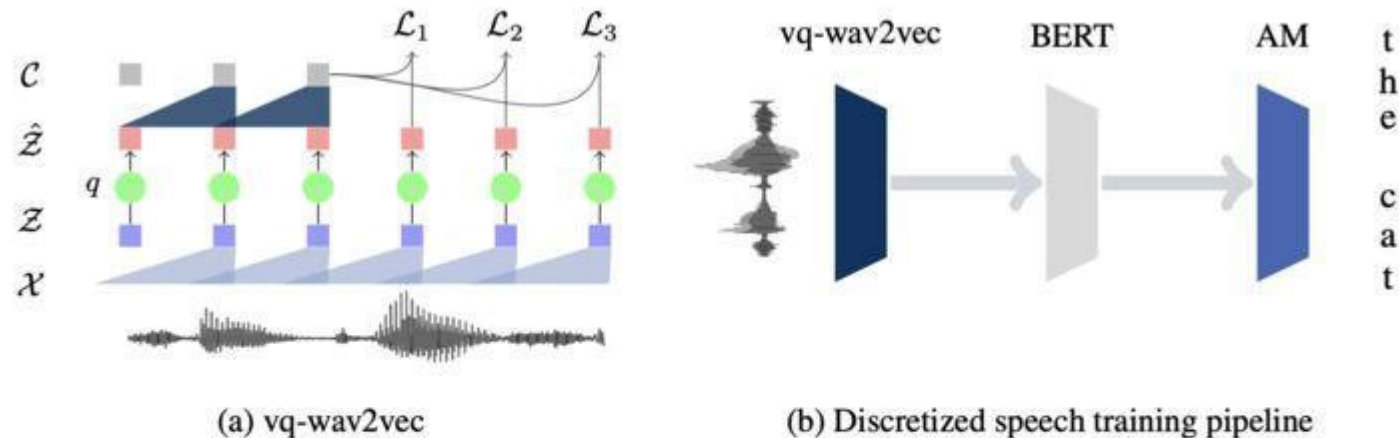 ℒ₁ ℒ₂ ℒ₃
𝒞
𝒵̂
q
𝒵
𝒳
(a) vq-wav2vec
vq-wav2vec BERT AM
t
h
e
c
a
t
(b) Discretized speech training pipeline